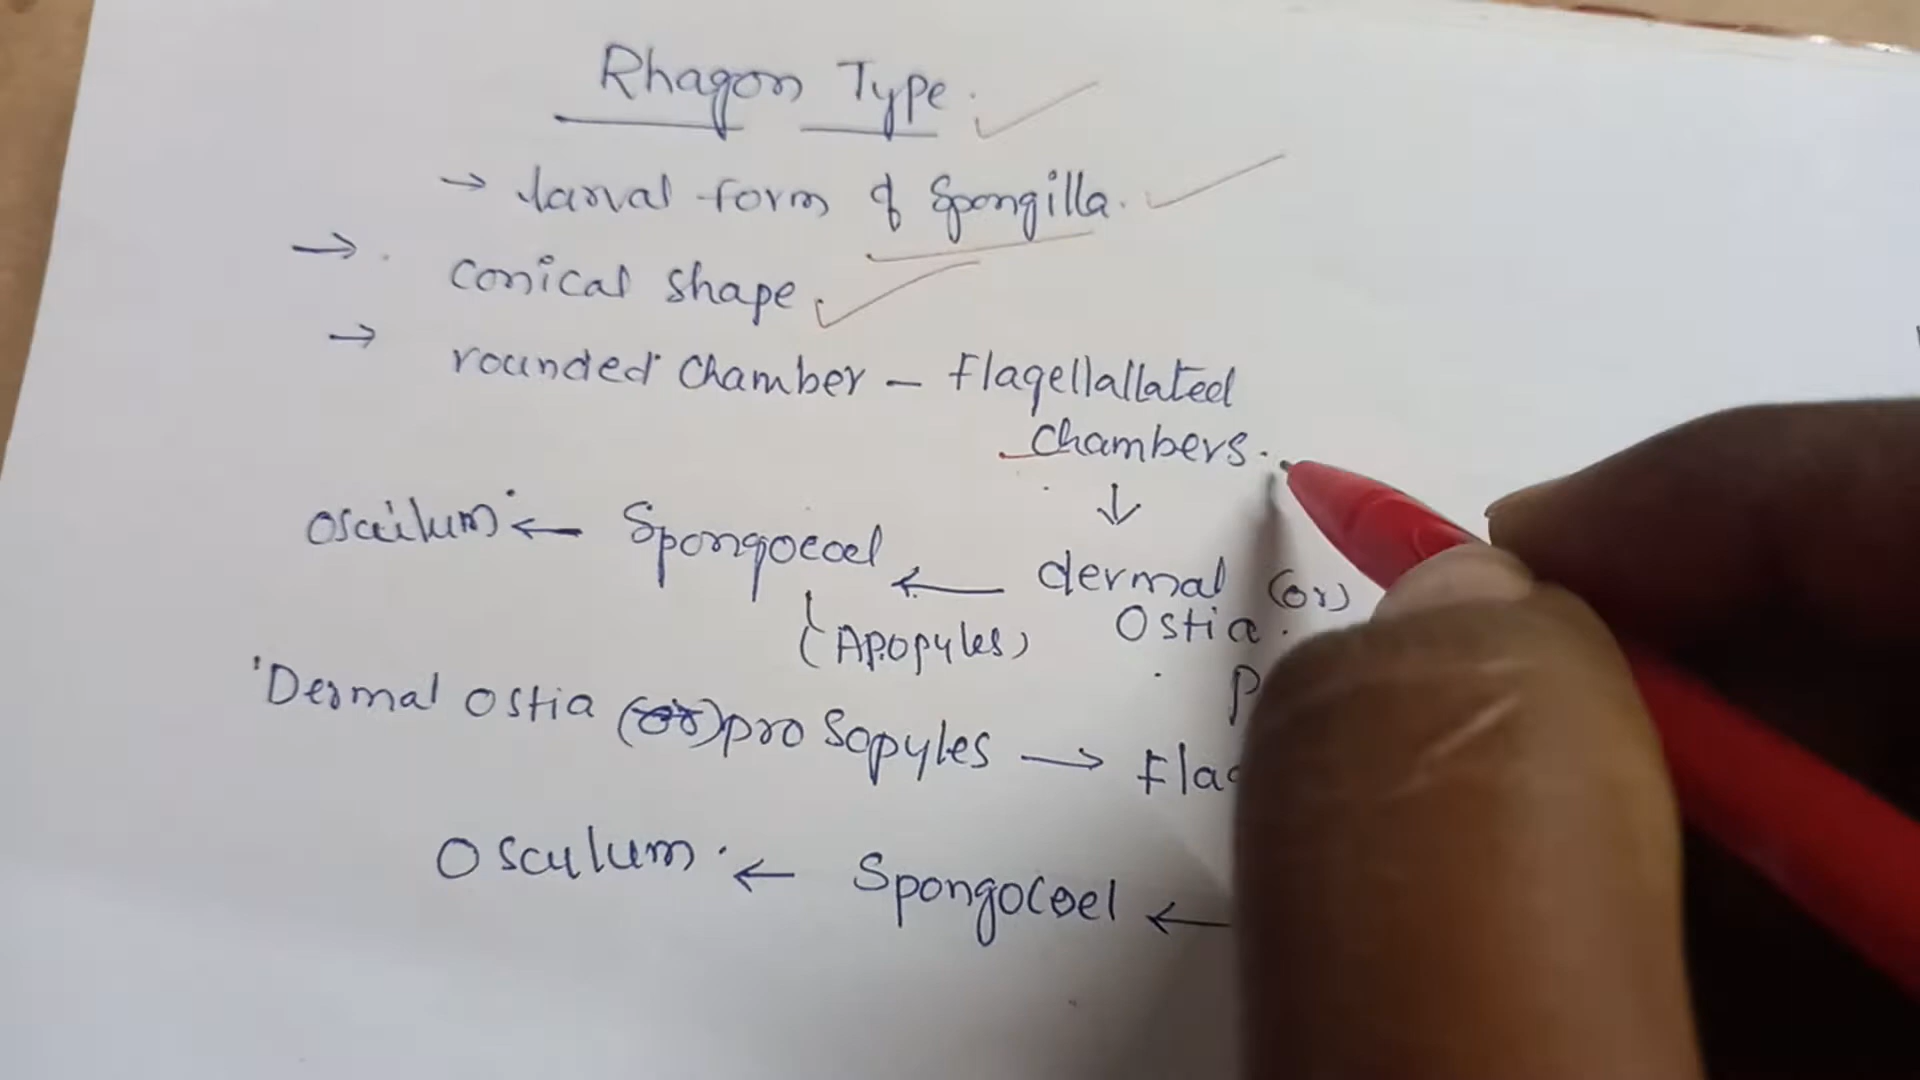 Rhagon Type.
→ larval form of Spongilla.
→ conical shape.
→ rounded Chamber – Flagellallated
Chambers.
↓
Osculum ← Spongocoel ← dermal (or)
Ostia.
(Apopyles)
Dermal Ostia (or) prosopyles →
Osculum. ← Spongocoel ←